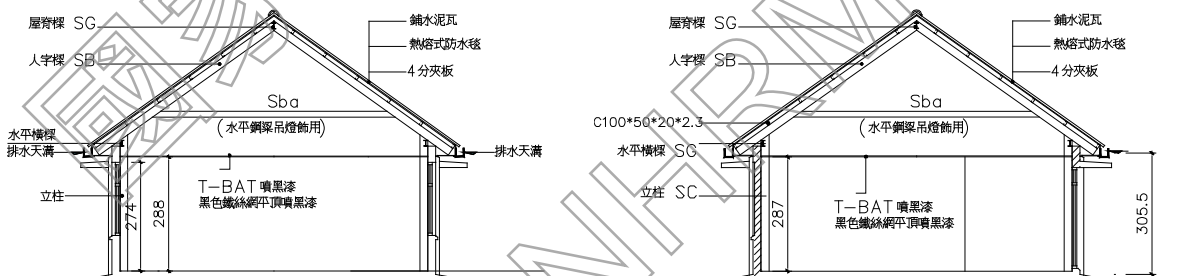 屋脊樑 SG
人字樑 SB
鋪水泥瓦
熱熔式防水毯
4分夾板
Sba
(水平鋼梁吊燈飾用)
水平橫樑
排水天溝
排水天溝
立柱
T-BAT 噴黑漆
黑色鐵絲網平頂噴黑漆
274
288
屋脊樑 SG
人字樑 SB
鋪水泥瓦
熱熔式防水毯
4分夾板
Sba
(水平鋼梁吊燈飾用)
C100*50*20*2.3
水平橫樑 SG
立柱 SC
T-BAT 噴黑漆
黑色鐵絲網平頂噴黑漆
287
305.5
NHRM